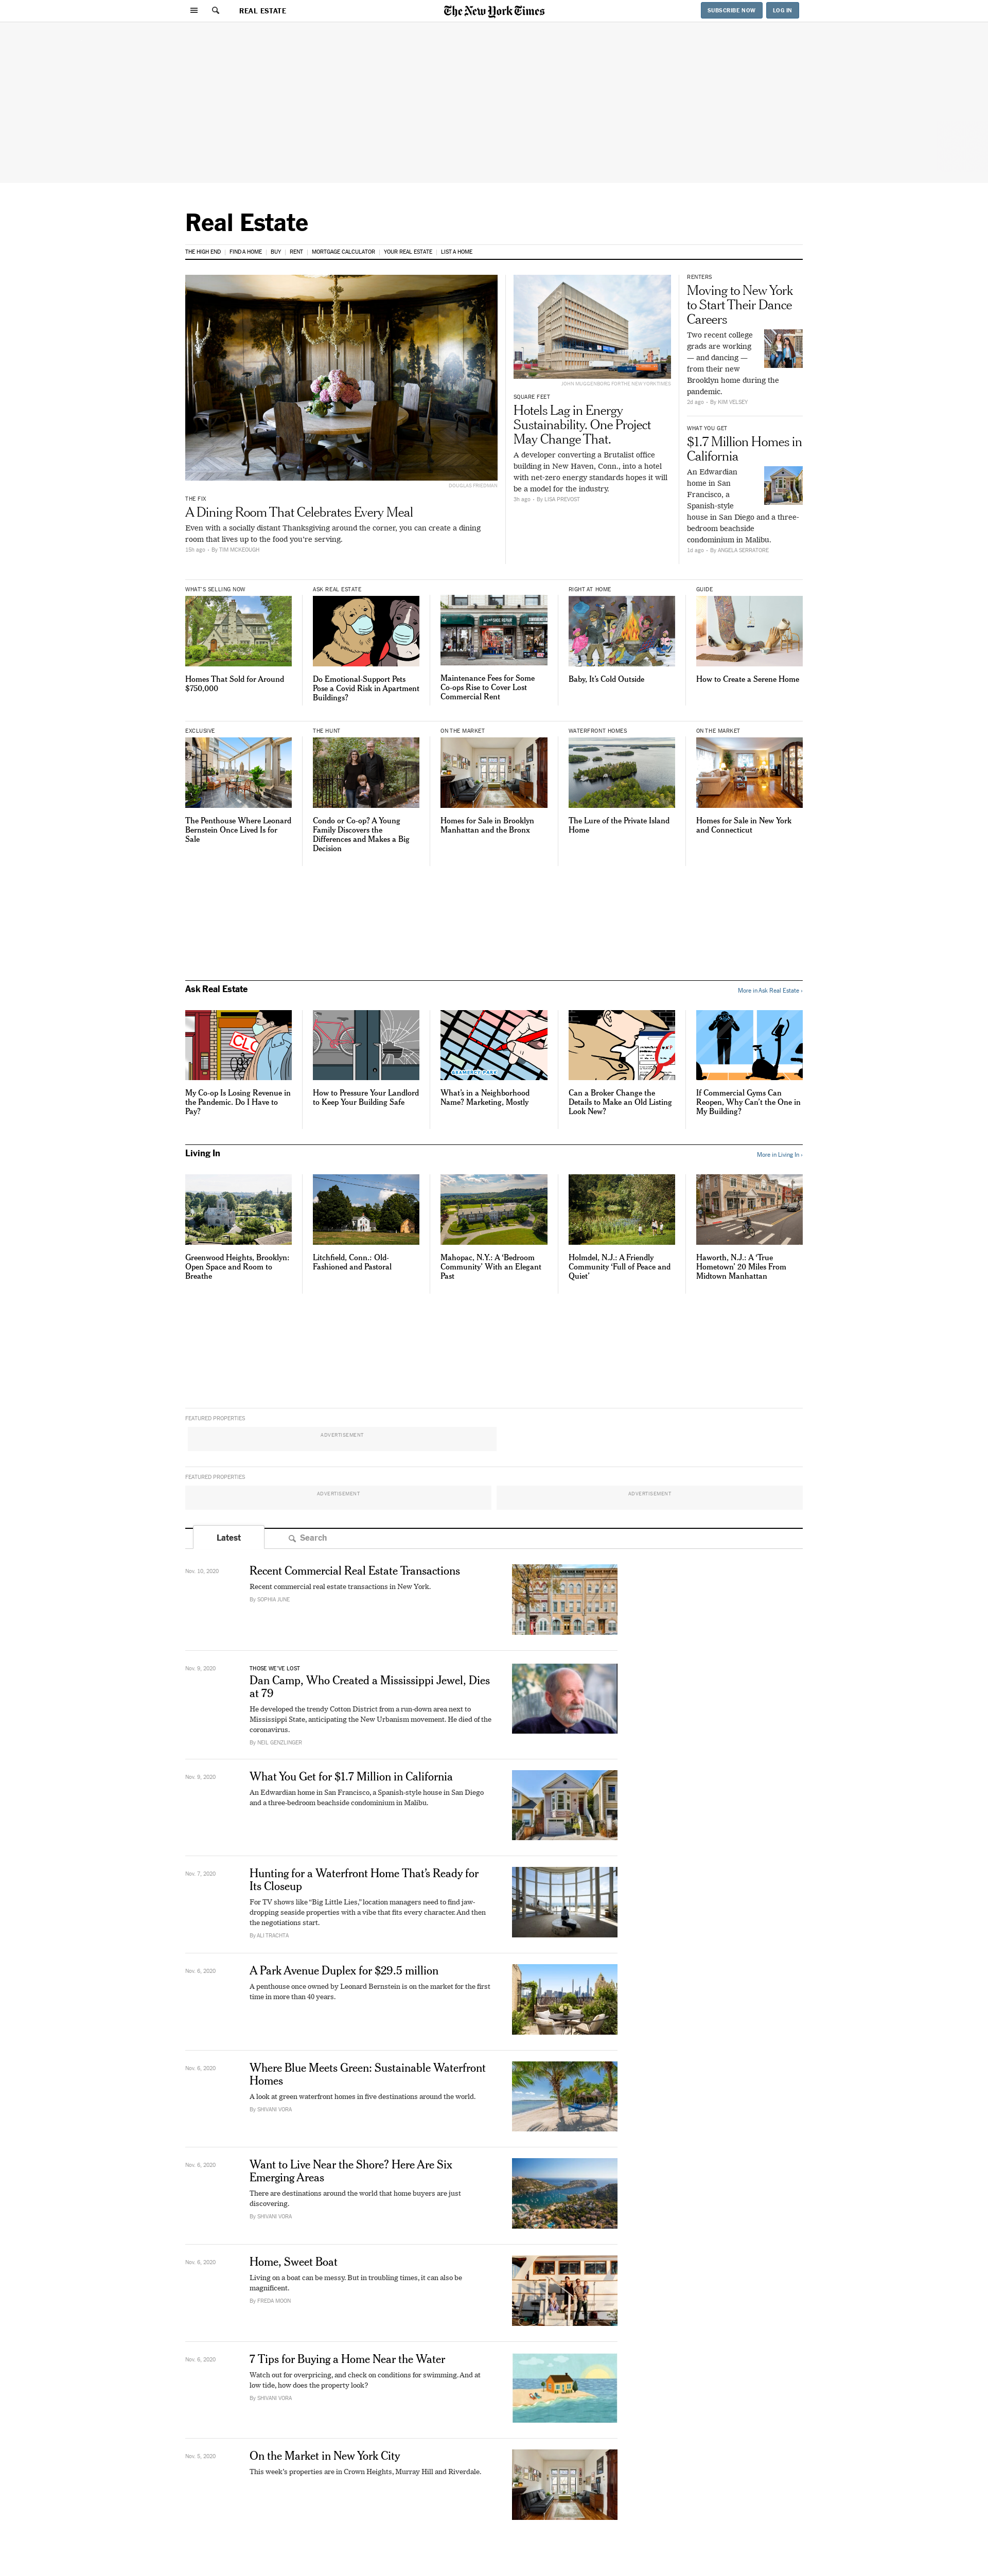 REAL ESTATE
The New York Times
SUBSCRIBE NOW
LOG IN
Real Estate
THE HIGH END
FIND A HOME
BUY
RENT
MORTGAGE CALCULATOR
YOUR REAL ESTATE
LIST A HOME
DOUGLAS FRIEDMAN
THE FIX
A Dining Room That Celebrates Every Meal
Even with a socially distant Thanksgiving around the corner, you can create a dining
room that lives up to the food you're serving.
15h ago · By TIM MCKEOUGH
JOHN MUGGENBORG FOR THE NEW YORK TIMES
SQUARE FEET
Hotels Lag in Energy
Sustainability. One Project
May Change That.
A developer converting a Brutalist office
building in New Haven, Conn., into a hotel
with net-zero energy standards hopes it will
be a model for the industry.
3h ago · By LISA PREVOST
RENTERS
Moving to New York
to Start Their Dance
Careers
Two recent college
grads are working
— and dancing —
from their new
Brooklyn home during the
pandemic.
2d ago · By KIM VELSEY
WHAT YOU GET
$1.7 Million Homes in
California
An Edwardian
home in San
Francisco, a
Spanish-style
house in San Diego and a three-
bedroom beachside
condominium in Malibu.
1d ago · By ANGELA SERRATORE
WHAT'S SELLING NOW
Homes That Sold for Around
$750,000
ASK REAL ESTATE
Do Emotional-Support Pets
Pose a Covid Risk in Apartment
Buildings?
Maintenance Fees for Some
Co-ops Rise to Cover Lost
Commercial Rent
RIGHT AT HOME
Baby, It’s Cold Outside
GUIDE
How to Create a Serene Home
EXCLUSIVE
The Penthouse Where Leonard
Bernstein Once Lived Is for
Sale
THE HUNT
Condo or Co-op? A Young
Family Discovers the
Differences and Makes a Big
Decision
ON THE MARKET
Homes for Sale in Brooklyn
Manhattan and the Bronx
WATERFRONT HOMES
The Lure of the Private Island
Home
ON THE MARKET
Homes for Sale in New York
and Connecticut
Ask Real Estate
More in Ask Real Estate ›
CLO
My Co-op Is Losing Revenue in
the Pandemic. Do I Have to
Pay?
How to Pressure Your Landlord
to Keep Your Building Safe
GRAMERCY PARK
What’s in a Neighborhood
Name? Marketing, Mostly
Can a Broker Change the
Details to Make an Old Listing
Look New?
If Commercial Gyms Can
Reopen, Why Can’t the One in
My Building?
Living In
More in Living In ›
Greenwood Heights, Brooklyn:
Open Space and Room to
Breathe
Litchfield, Conn.: Old-
Fashioned and Pastoral
Mahopac, N.Y.: A ‘Bedroom
Community’ With an Elegant
Past
Holmdel, N.J.: A Friendly
Community ‘Full of Peace and
Quiet’
Haworth, N.J.: A ‘True
Hometown’ 20 Miles From
Midtown Manhattan
FEATURED PROPERTIES
ADVERTISEMENT
FEATURED PROPERTIES
ADVERTISEMENT
ADVERTISEMENT
Latest
Search
Nov. 10, 2020
Recent Commercial Real Estate Transactions
Recent commercial real estate transactions in New York.
By SOPHIA JUNE
Nov. 9, 2020
THOSE WE’VE LOST
Dan Camp, Who Created a Mississippi Jewel, Dies
at 79
He developed the trendy Cotton District from a run-down area next to
Mississippi State, anticipating the New Urbanism movement. He died of the
coronavirus.
By NEIL GENZLINGER
Nov. 9, 2020
What You Get for $1.7 Million in California
An Edwardian home in San Francisco, a Spanish-style house in San Diego
and a three-bedroom beachside condominium in Malibu.
Nov. 7, 2020
Hunting for a Waterfront Home That’s Ready for
Its Closeup
For TV shows like “Big Little Lies,” location managers need to find jaw-
dropping seaside properties with a vibe that fits every character. And then
the negotiations start.
By ALI TRACHTA
Nov. 6, 2020
A Park Avenue Duplex for $29.5 million
A penthouse once owned by Leonard Bernstein is on the market for the first
time in more than 40 years.
Nov. 6, 2020
Where Blue Meets Green: Sustainable Waterfront
Homes
A look at green waterfront homes in five destinations around the world.
By SHIVANI VORA
Nov. 6, 2020
Want to Live Near the Shore? Here Are Six
Emerging Areas
There are destinations around the world that home buyers are just
discovering.
By SHIVANI VORA
Nov. 6, 2020
Home, Sweet Boat
Living on a boat can be messy. But in troubling times, it can also be
magnificent.
By FREDA MOON
Nov. 6, 2020
7 Tips for Buying a Home Near the Water
Watch out for overpricing, and check on conditions for swimming. And at
low tide, how does the property look?
By SHIVANI VORA
Nov. 5, 2020
On the Market in New York City
This week’s properties are in Crown Heights, Murray Hill and Riverdale.